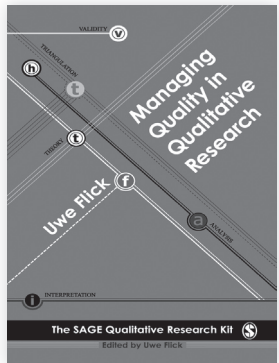 VALIDITY v
h
TRIANGULATION
t
THEORY t
f
a ANALYSIS
Managing
Quality in
Qualitative
Research
Uwe Flick
i INTERPRETATION
The SAGE Qualitative Research Kit S
Edited by Uwe Flick